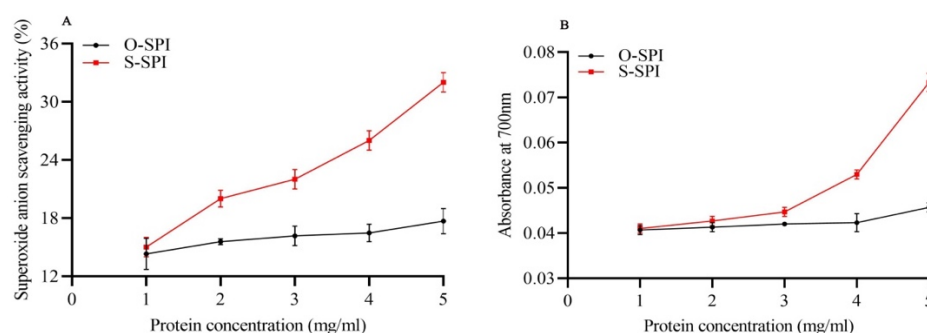 A
O-SPI
S-SPI
Superoxide anion scavenging activity (%)
36
30
24
18
12
0 1 2 3 4 5
Protein concentration (mg/ml)
B
O-SPI
S-SPI
Absorbance at 700nm
0.08
0.07
0.06
0.05
0.04
0.03
0 1 2 3 4 5
Protein concentration (mg/ml)